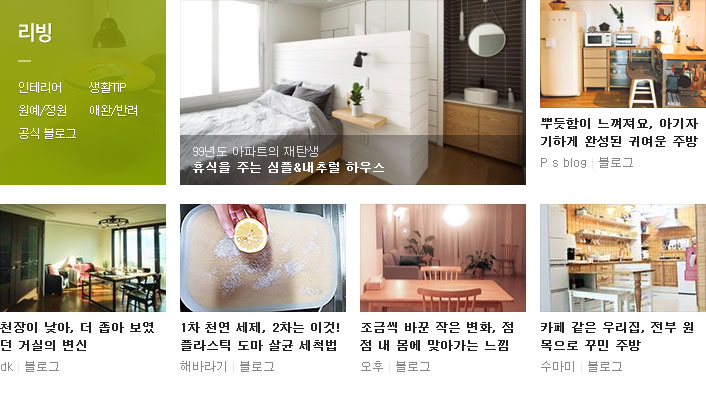 리빙
인테리어 생활TIP
원예/정원 애완/반려
공식 블로그
99년도 아파트의 재탄생
휴식을 주는 심플&내추럴 하우스
뿌듯함이 느껴져요, 아기자
기하게 완성된 귀여운 주방
P s blog | 블로그
천장이 낮아, 더 좁아 보였
던 거실의 변신
dk | 블로그
1차 천연 세제, 2차는 이것!
플라스틱 도마 살균 세척법
해바라기 | 블로그
조금씩 바꾼 작은 변화, 점
점 내 몸에 맞아가는 느낌
오후 | 블로그
카페 같은 우리집, 전부 원
목으로 꾸민 주방
수마미 | 블로그